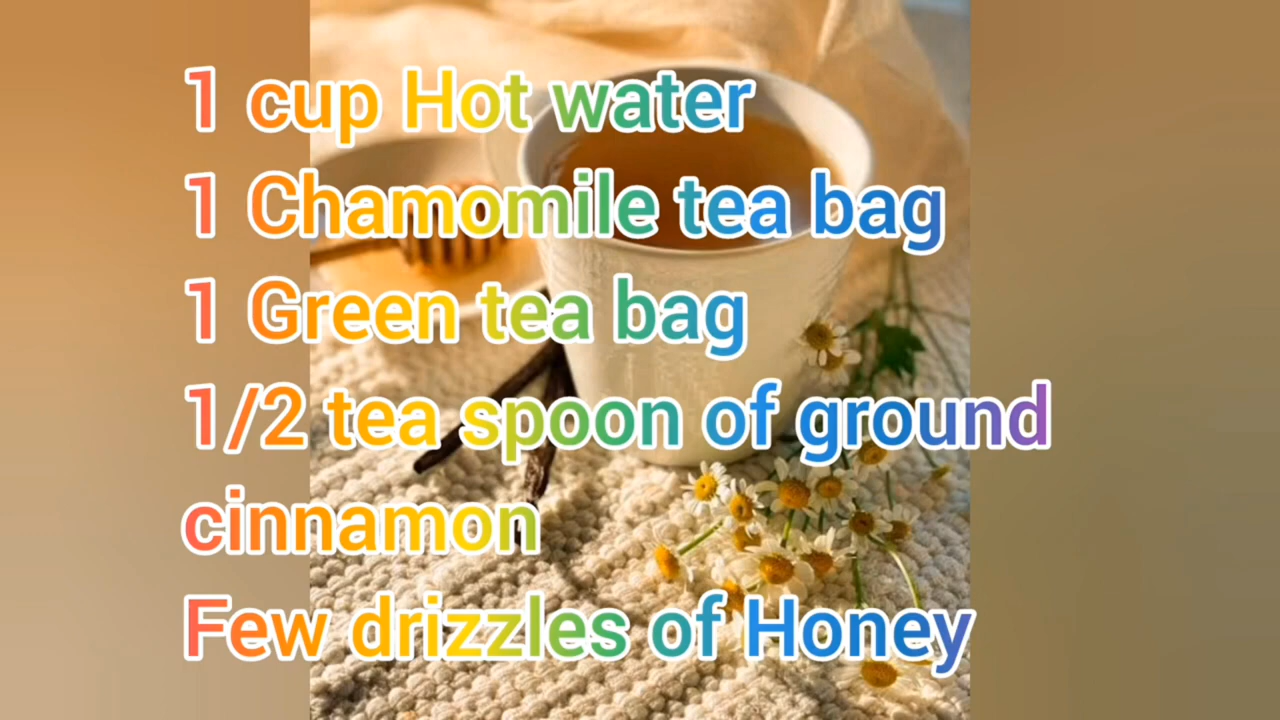 1 cup Hot water
1 Chamomile tea bag
1 Green tea bag
1/2 tea spoon of ground
cinnamon
Few drizzles of Honey